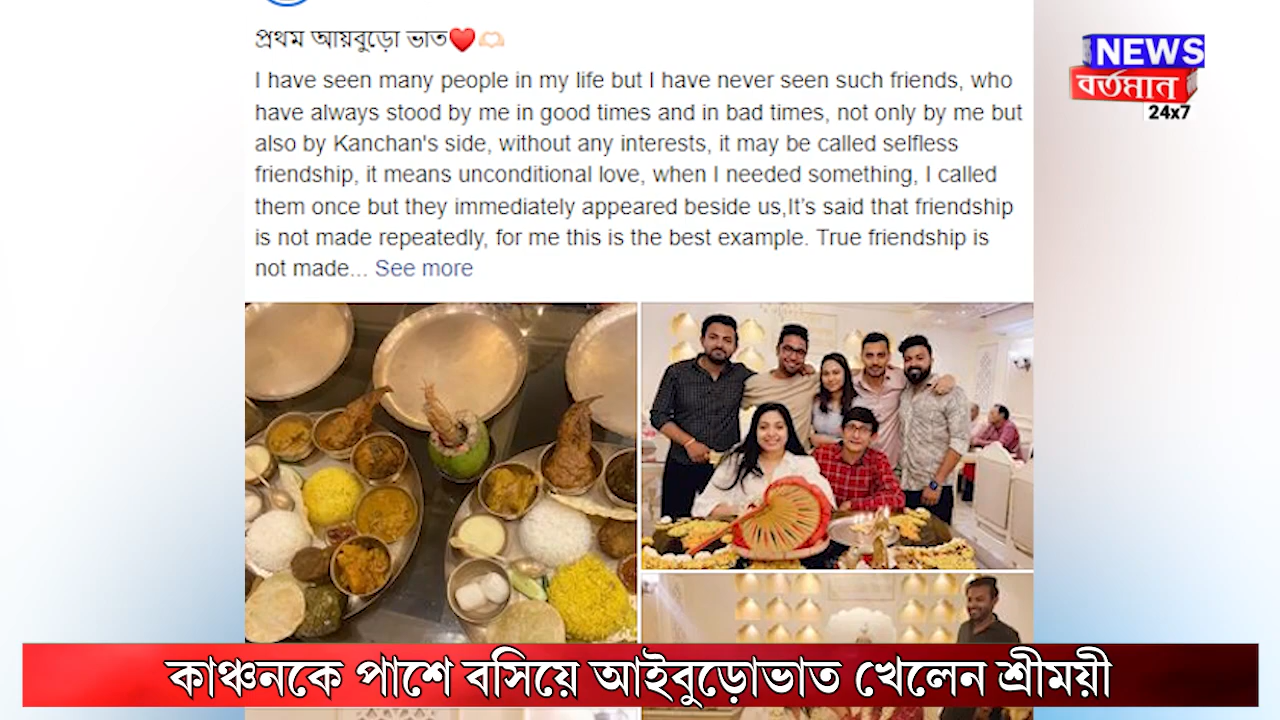 প্রথম আয়বুড়ো ভাত❤️🫶🏻
I have seen many people in my life but I have never seen such friends, who
have always stood by me in good times and in bad times, not only by me but
also by Kanchan's side, without any interests, it may be called selfless
friendship, it means unconditional love, when I needed something, I called
them once but they immediately appeared beside us,It’s said that friendship
is not made repeatedly, for me this is the best example. True friendship is
not made... See more
NEWS
বর্তমান
24x7
কাঞ্চনকে পাশে বসিয়ে আইবুড়োভাত খেলেন শ্রীময়ী